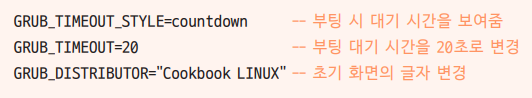 GRUB_TIMEOUT_STYLE=countdown -- 부팅 시 대기 시간을 보여줌
GRUB_TIMEOUT=20 -- 부팅 대기 시간을 20초로 변경
GRUB_DISTRIBUTOR="Cookbook LINUX" -- 초기 화면의 글자 변경